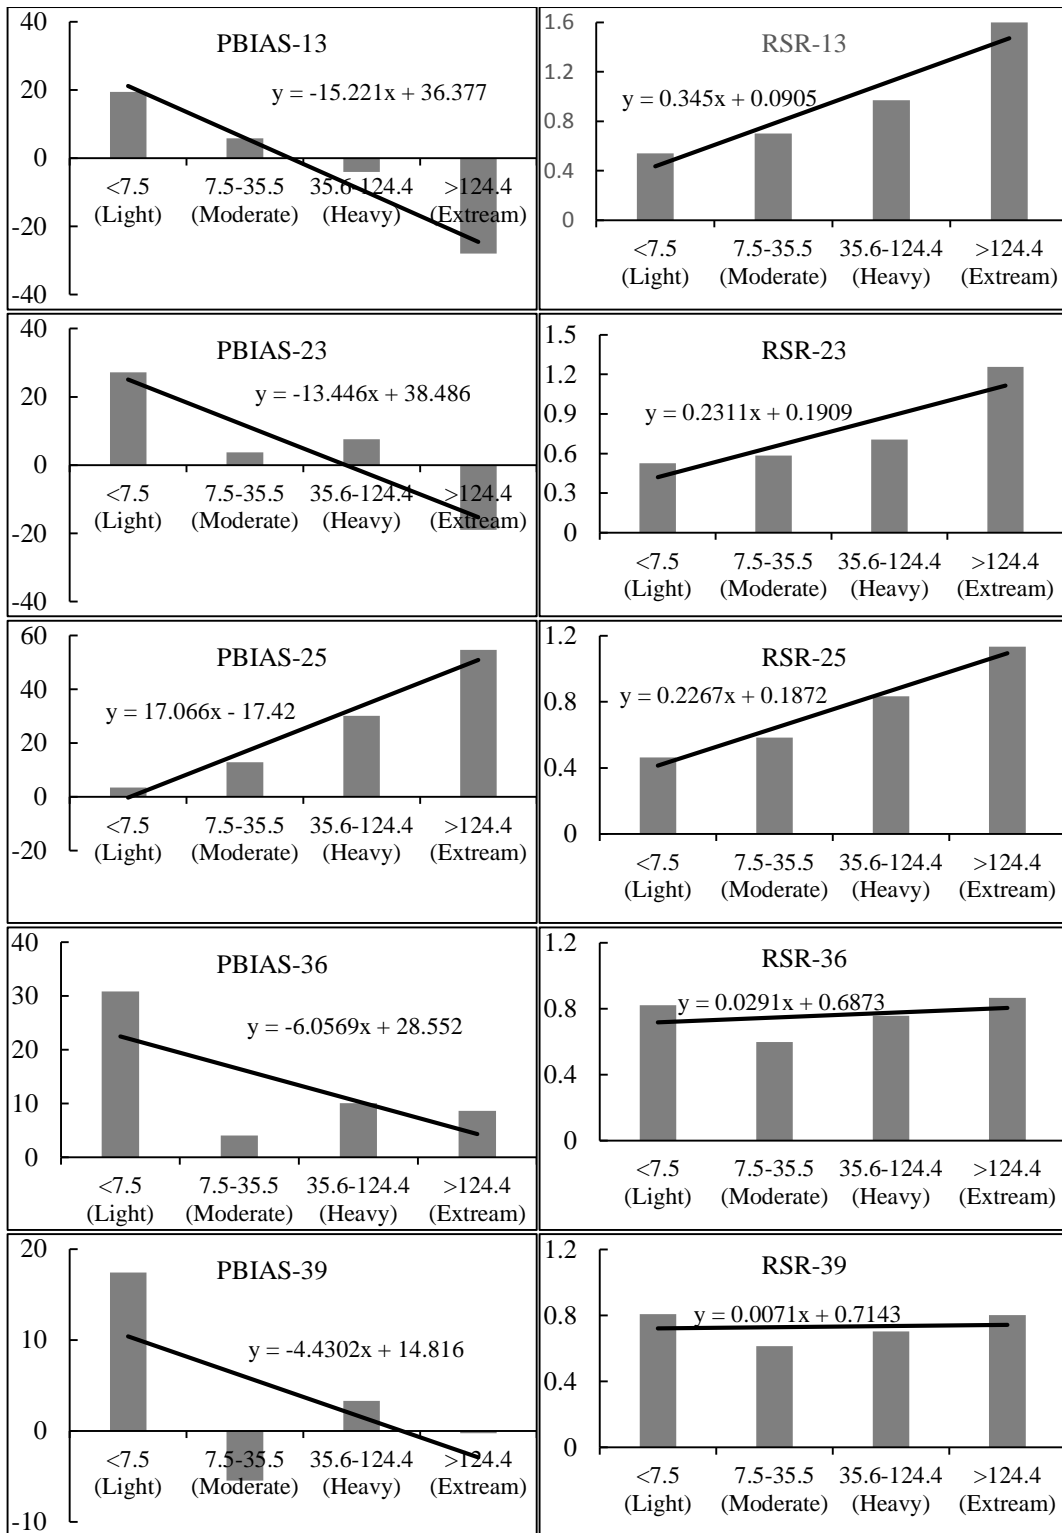 PBIAS-13
y = -15.221x + 36.377
40
20
0
-20
-40
<7.5 7.5-35.5 35.6-124.4 >124.4
(Light) (Moderate) (Heavy) (Extream)
RSR-13
y = 0.345x + 0.0905
1.6
1.2
0.8
0.4
0
<7.5 7.5-35.5 35.6-124.4 >124.4
(Light) (Moderate) (Heavy) (Extream)
PBIAS-23
y = -13.446x + 38.486
40
20
0
-20
-40
<7.5 7.5-35.5 35.6-124.4 >124.4
(Light) (Moderate) (Heavy) (Extream)
RSR-23
y = 0.2311x + 0.1909
1.5
1.2
0.9
0.6
0.3
0
<7.5 7.5-35.5 35.6-124.4 >124.4
(Light) (Moderate) (Heavy) (Extream)
PBIAS-25
y = 17.066x - 17.42
60
40
20
0
-20
<7.5 7.5-35.5 35.6-124.4 >124.4
(Light) (Moderate) (Heavy) (Extream)
RSR-25
y = 0.2267x + 0.1872
1.2
0.8
0.4
0
<7.5 7.5-35.5 35.6-124.4 >124.4
(Light) (Moderate) (Heavy) (Extream)
PBIAS-36
y = -6.0569x + 28.552
40
30
20
10
0
<7.5 7.5-35.5 35.6-124.4 >124.4
(Light) (Moderate) (Heavy) (Extream)
RSR-36
y = 0.0291x + 0.6873
1.2
0.8
0.4
0
<7.5 7.5-35.5 35.6-124.4 >124.4
(Light) (Moderate) (Heavy) (Extream)
PBIAS-39
y = -4.4302x + 14.816
20
10
0
-10
<7.5 7.5-35.5 35.6-124.4 >124.4
(Light) (Moderate) (Heavy) (Extream)
RSR-39
y = 0.0071x + 0.7143
1.2
0.8
0.4
0
<7.5 7.5-35.5 35.6-124.4 >124.4
(Light) (Moderate) (Heavy) (Extream)